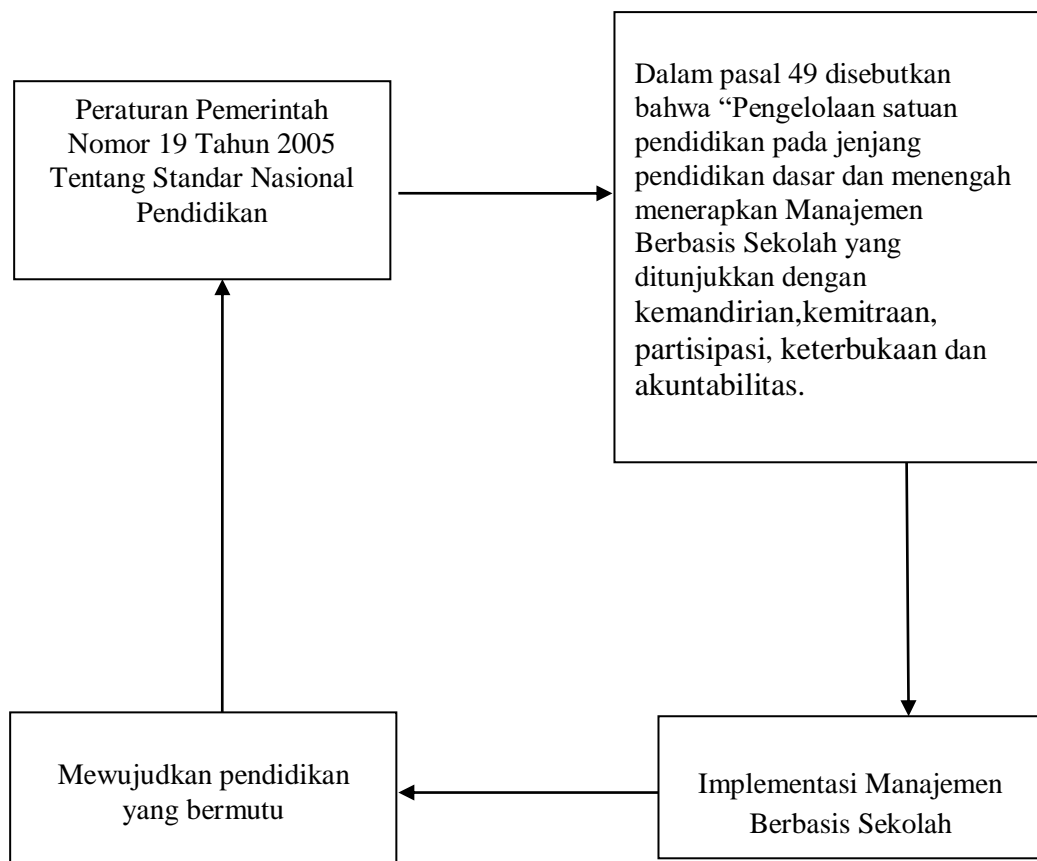 Peraturan Pemerintah
Nomor 19 Tahun 2005
Tentang Standar Nasional
Pendidikan
Dalam pasal 49 disebutkan
bahwa “Pengelolaan satuan
pendidikan pada jenjang
pendidikan dasar dan menengah
menerapkan Manajemen
Berbasis Sekolah yang
ditunjukkan dengan
kemandirian,kemitraan,
partisipasi, keterbukaan dan
akuntabilitas.
Implementasi Manajemen
Berbasis Sekolah
Mewujudkan pendidikan
yang bermutu